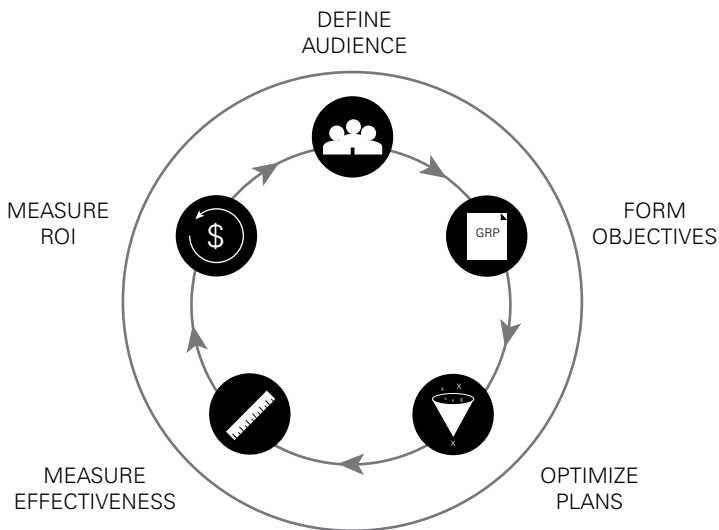 DEFINE
AUDIENCE
FORM
OBJECTIVES
GRP
OPTIMIZE
PLANS
x
X
x
x
x
X
MEASURE
EFFECTIVENESS
MEASURE
ROI
$